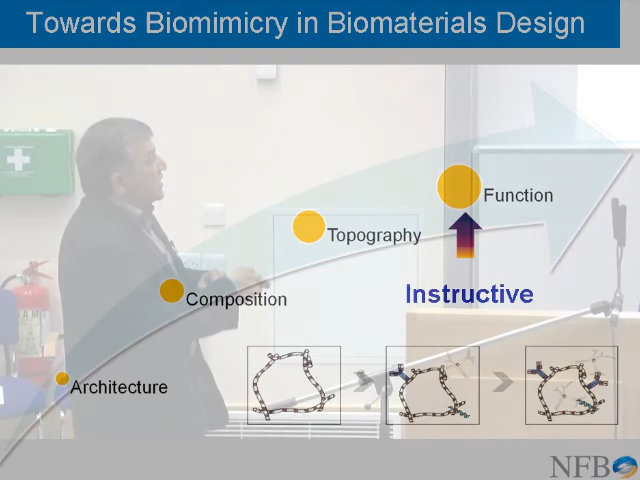 Towards Biomimicry in Biomaterials Design
Function
Topography
Instructive
Composition
Architecture
NFB